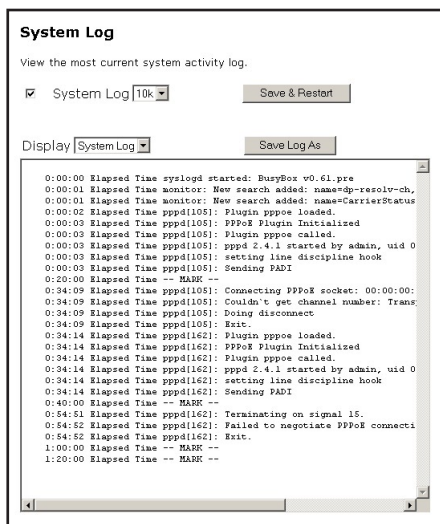 System Log
View the most current system activity log.
System Log 10k Save & Restart
Display System Log Save Log As
0:00:00 Elapsed Time syslogd started: BusyBox v0.61.pre
0:00:01 Elapsed Time monitor: New search added: name=dp-resolv-ch,
0:00:01 Elapsed Time monitor: New search added: name=CarrierStatus
0:00:02 Elapsed Time pppd[105]: Plugin pppoe loaded.
0:00:03 Elapsed Time pppd[105]: PPPoE Plugin Initialized
0:00:03 Elapsed Time pppd[105]: Plugin pppoe called.
0:00:03 Elapsed Time pppd[105]: pppd 2.4.1 started by admin, uid 0
0:00:03 Elapsed Time pppd[105]: setting line discipline hook
0:00:03 Elapsed Time pppd[105]: Sending PADI
0:20:00 Elapsed Time -- MARK --
0:34:09 Elapsed Time pppd[105]: Connecting PPPoE socket: 00:00:00:
0:34:09 Elapsed Time pppd[105]: Couldn't get channel number: Trans
0:34:09 Elapsed Time pppd[105]: Doing disconnect
0:34:09 Elapsed Time pppd[105]: Exit.
0:34:14 Elapsed Time pppd[162]: Plugin pppoe loaded.
0:34:14 Elapsed Time pppd[162]: PPPoE Plugin Initialized
0:34:14 Elapsed Time pppd[162]: Plugin pppoe called.
0:34:14 Elapsed Time pppd[162]: pppd 2.4.1 started by admin, uid 0
0:34:14 Elapsed Time pppd[162]: setting line discipline hook
0:34:14 Elapsed Time pppd[162]: Sending PADI
0:40:00 Elapsed Time -- MARK --
0:54:51 Elapsed Time pppd[162]: Terminating on signal 15.
0:54:52 Elapsed Time pppd[162]: Failed to negotiate PPPoE connecti
0:54:52 Elapsed Time pppd[162]: Exit.
1:00:00 Elapsed Time -- MARK --
1:20:00 Elapsed Time -- MARK --